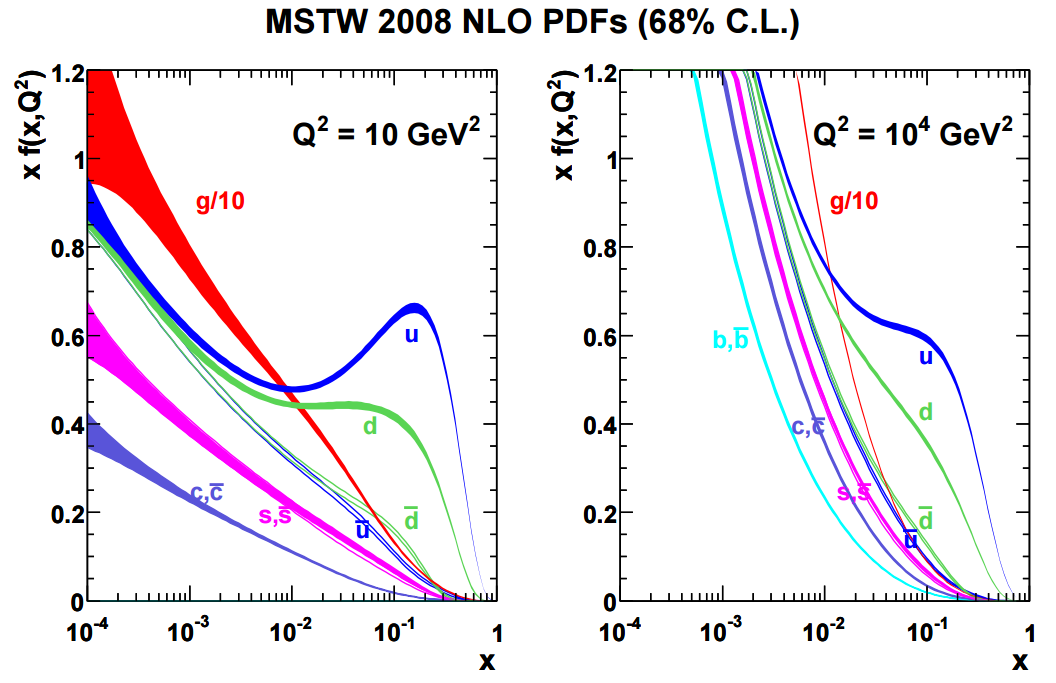 MSTW 2008 NLO PDFs (68% C.L.)
x f(x,Q²)
1.2
1
0.8
0.6
0.4
0.2
0
Q² = 10 GeV²
g/10
u
d
c,c̅
s,s̅
u̅
d̅
10⁻⁴
10⁻³
10⁻²
10⁻¹
1
x
x f(x,Q²)
1.2
1
0.8
0.6
0.4
0.2
0
Q² = 10⁴ GeV²
g/10
b,b̅
u
d
c,c̅
s,s̅
d̅
u̅
10⁻⁴
10⁻³
10⁻²
10⁻¹
1
x